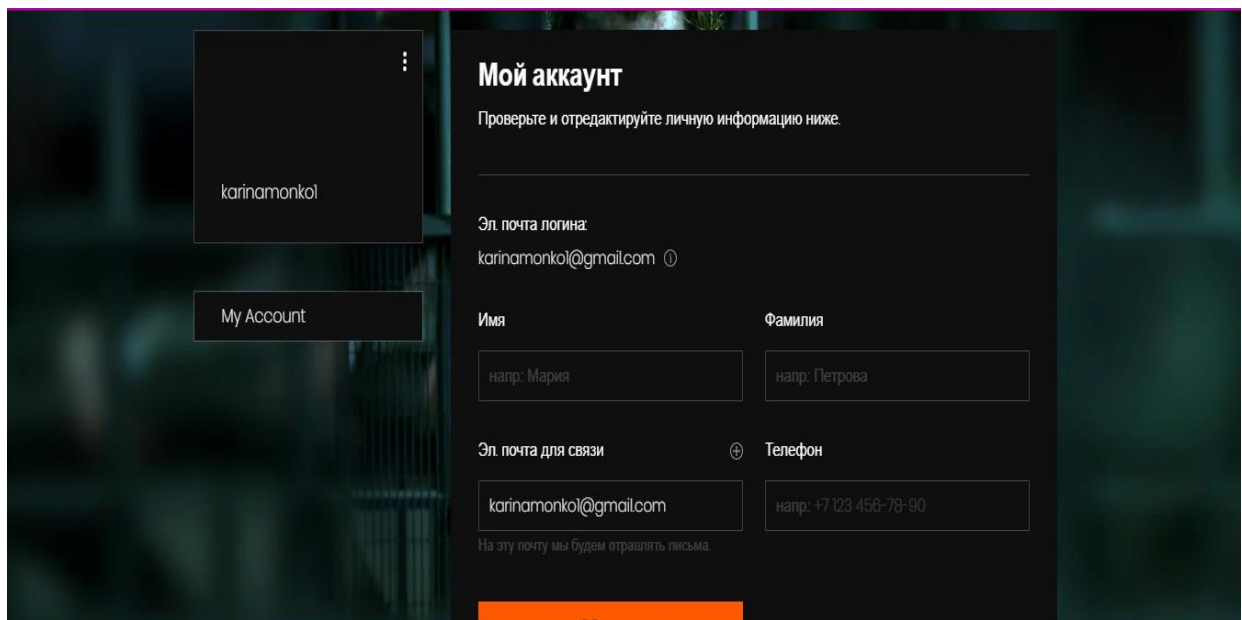 karinamonko1
My Account
Мой аккаунт
Проверьте и отредактируйте личную информацию ниже.
Эл. почта логина:
karinamonko1@gmail.com
Имя
Фамилия
напр: Мария
напр: Петрова
Эл. почта для связи
Телефон
karinamonko1@gmail.com
напр: +7 123 456-78-90
На эту почту мы будем отравлять письма.